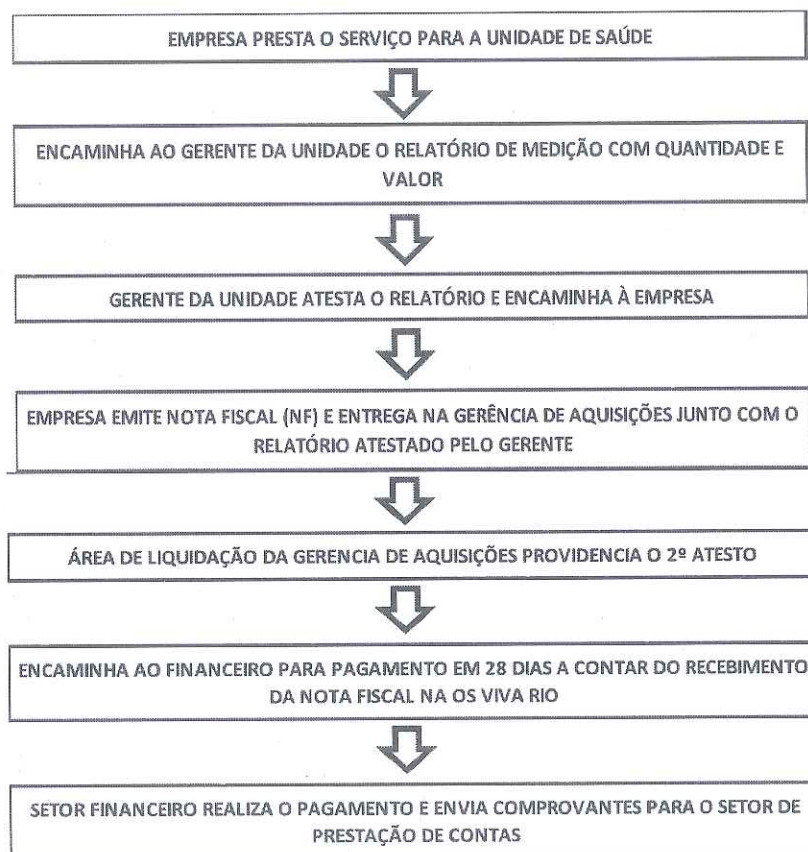 EMPRESA PRESTA O SERVIÇO PARA A UNIDADE DE SAÚDE
ENCAMINHA AO GERENTE DA UNIDADE O RELATÓRIO DE MEDIÇÃO COM QUANTIDADE E
VALOR
GERENTE DA UNIDADE ATESTA O RELATÓRIO E ENCAMINHA À EMPRESA
EMPRESA EMITE NOTA FISCAL (NF) E ENTREGA NA GERÊNCIA DE AQUISIÇÕES JUNTO COM O
RELATÓRIO ATESTADO PELO GERENTE
ÁREA DE LIQUIDAÇÃO DA GERENCIA DE AQUISIÇÕES PROVIDENCIA O 2º ATESTO
ENCAMINHA AO FINANCEIRO PARA PAGAMENTO EM 28 DIAS A CONTAR DO RECEBIMENTO
DA NOTA FISCAL NA OS VIVA RIO
SETOR FINANCEIRO REALIZA O PAGAMENTO E ENVIA COMPROVANTES PARA O SETOR DE
PRESTAÇÃO DE CONTAS